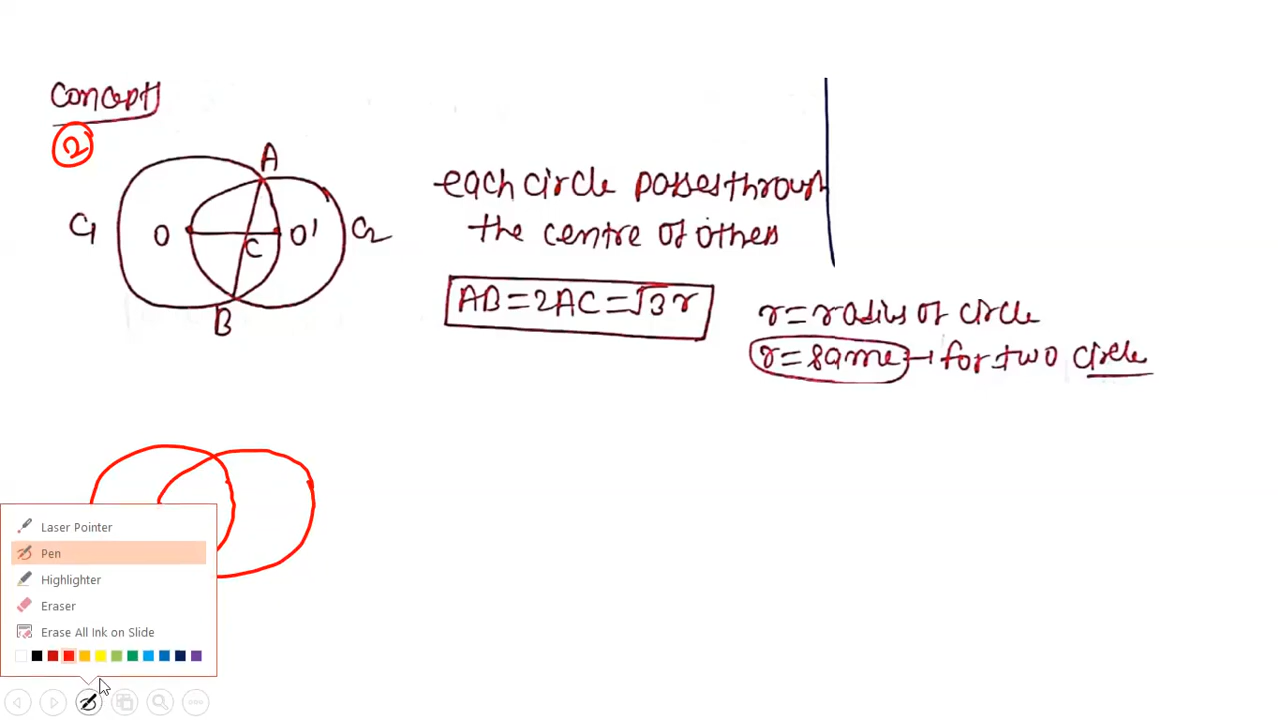 Concept
2
A
C1
O
C
O'
C2
B
each circle passes through
the centre of others
AB=2AC=√3r
r=radius of circle
r=same→for two circle
Laser Pointer
Pen
Highlighter
Eraser
Erase All Ink on Slide